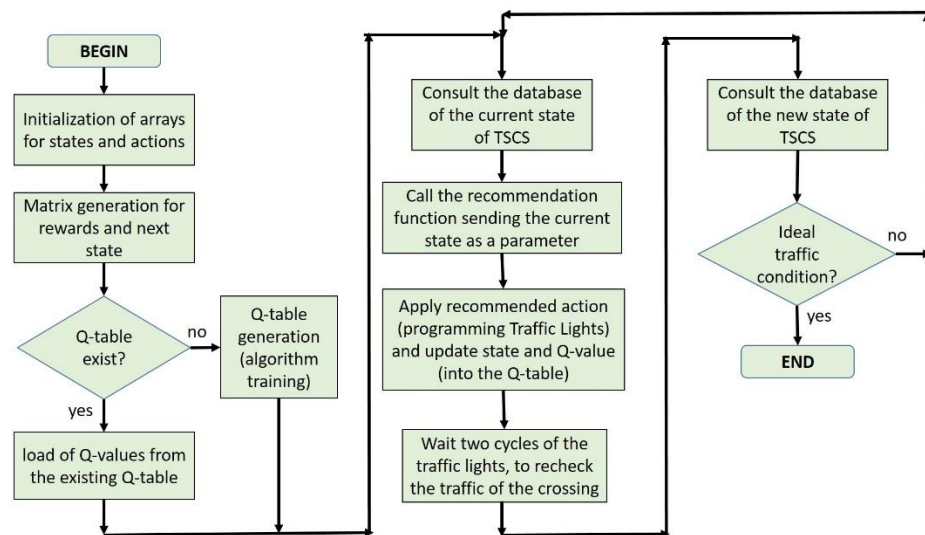 BEGIN
Initialization of arrays
for states and actions
Matrix generation for
rewards and next
state
Q-table
exist?
no
yes
Q-table
generation
(algorithm
training)
load of Q-values from
the existing Q-table
Consult the database
of the current state
of TSCS
Call the recommendation
function sending the current
state as a parameter
Apply recommended action
(programming Traffic Lights)
and update state and Q-value
(into the Q-table)
Wait two cycles of the
traffic lights, to recheck
the traffic of the crossing
Consult the database
of the new state of
TSCS
Ideal
traffic
condition?
no
yes
END